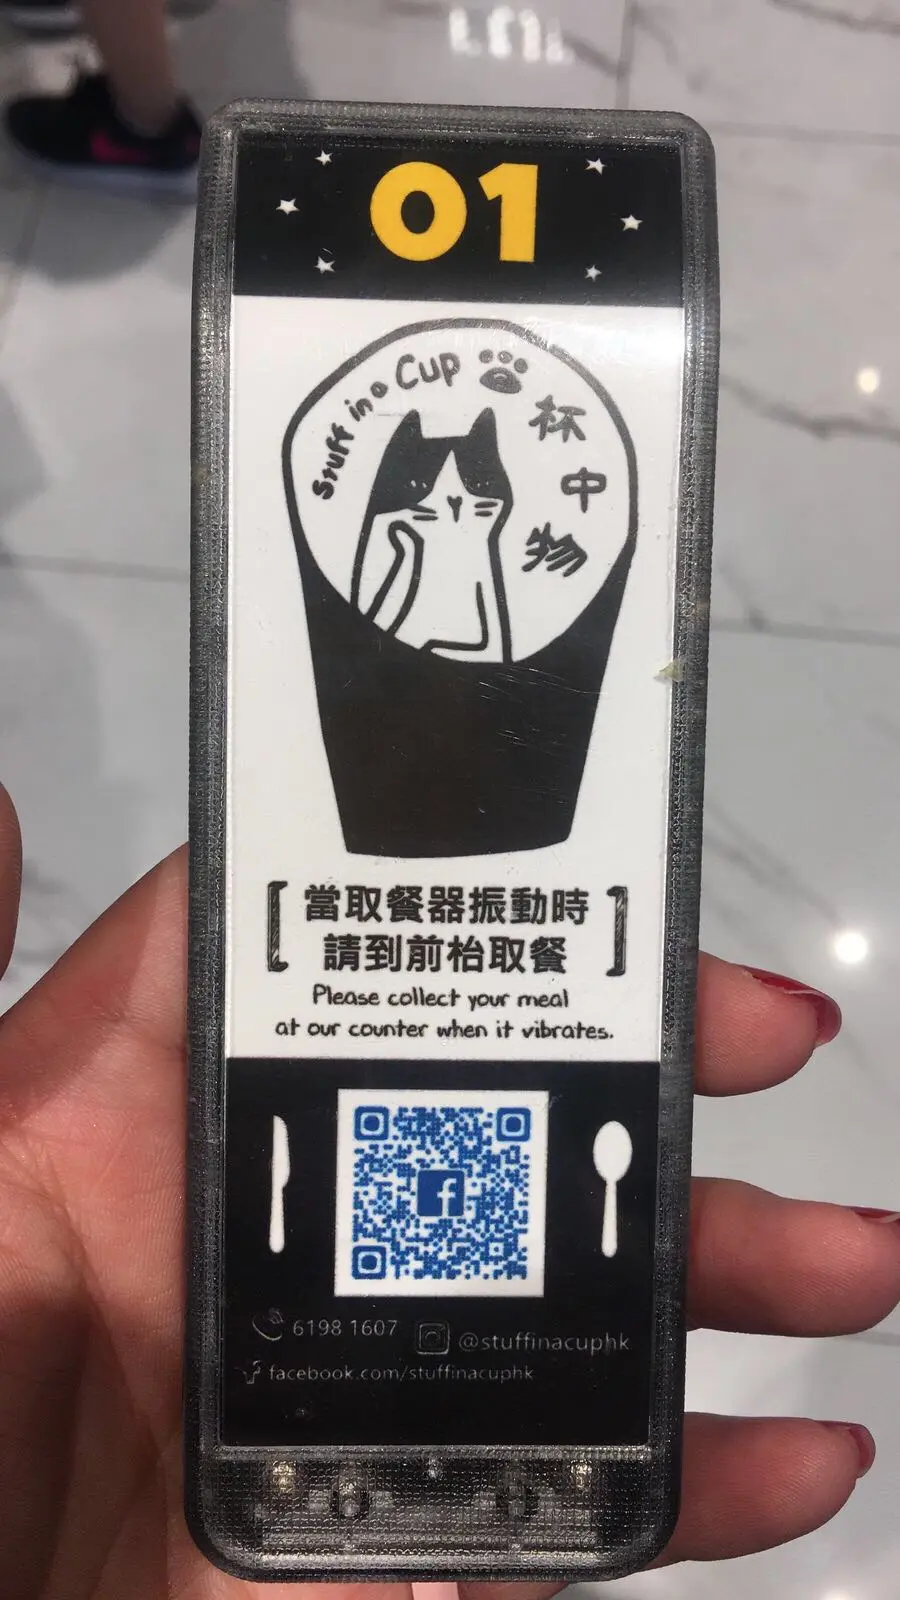 01
Stuff in a Cup
杯中物
當取餐器振動時
請到前枱取餐
Please collect your meal
at our counter when it vibrates.
f
6198 1607
@stuffinacuphk
facebook.com/stuffinacuphk